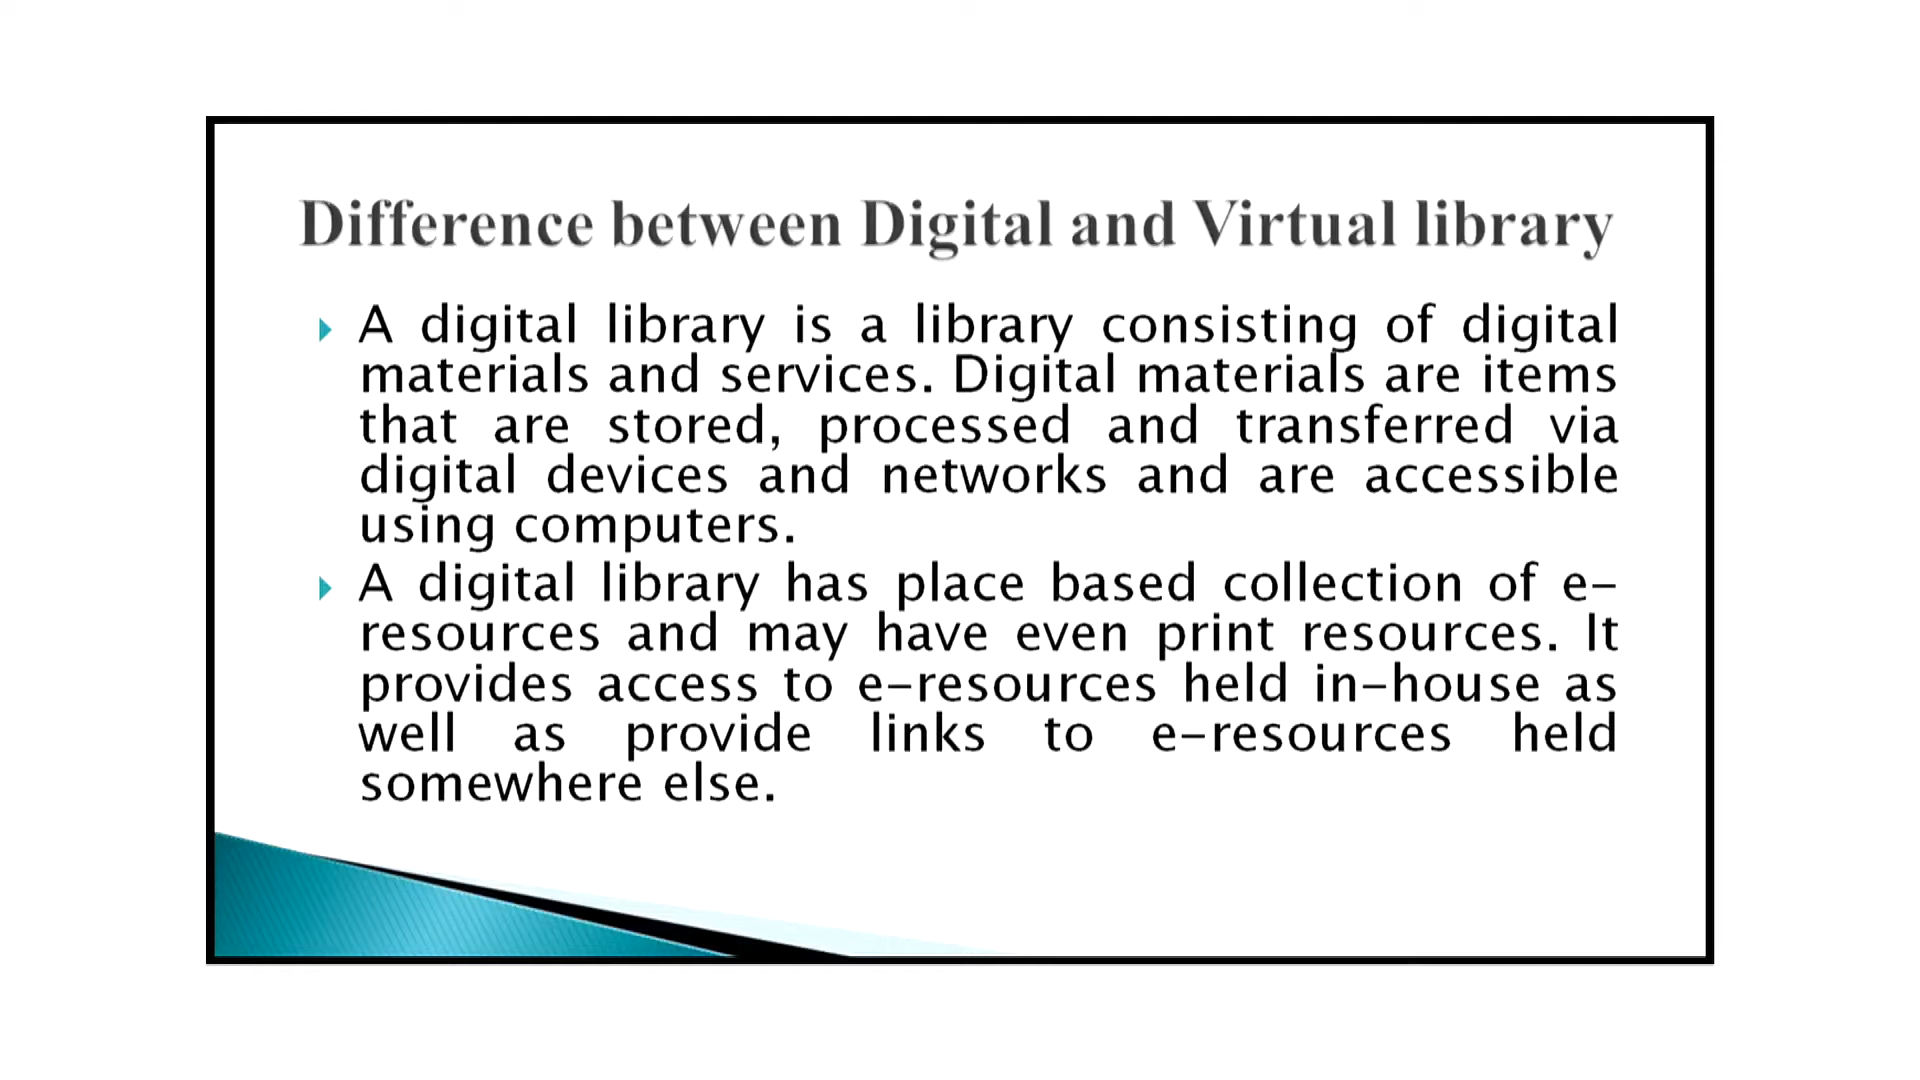 Difference between Digital and Virtual library
A digital library is a library consisting of digital
materials and services. Digital materials are items
that are stored, processed and transferred via
digital devices and networks and are accessible
using computers.
A digital library has place based collection of e-
resources and may have even print resources. It
provides access to e-resources held in-house as
well as provide links to e-resources held
somewhere else.